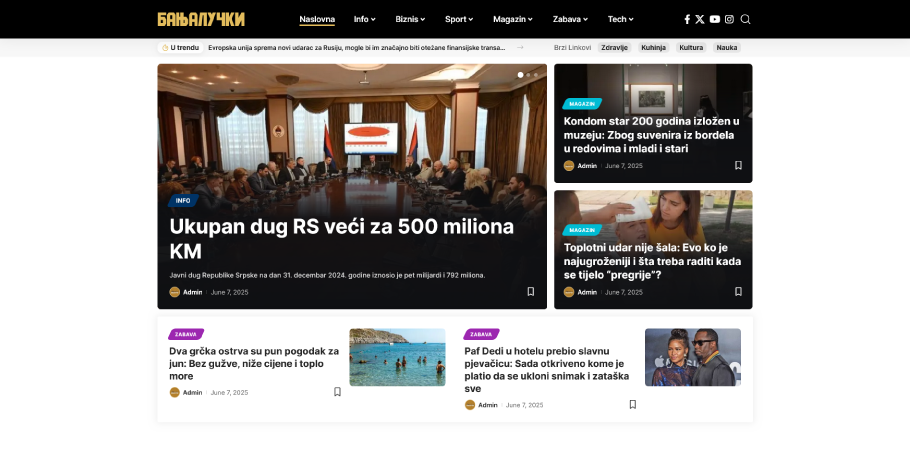 БАЊАЛУЧКИ
Naslovna Info Biznis Sport Magazin Zabava Tech
U trendu Evropska unija sprema novi udarac za Rusiju, mogle bi im značajno biti otežane finansijske transa...
Brzi Linkovi Zdravlje Kuhinja Kultura Nauka
INFO
Ukupan dug RS veći za 500 miliona
KM
Javni dug Republike Srpske na dan 31. decembar 2024. godine iznosio je pet milijardi i 792 miliona.
Admin June 7, 2025
MAGAZIN
Kondom star 200 godina izložen u
muzeju: Zbog suvenira iz bordela
u redovima i mladi i stari
Admin June 7, 2025
MAGAZIN
Toplotni udar nije šala: Evo ko je
najugroženiji i šta treba raditi kada
se tijelo “pregrije”?
Admin June 7, 2025
ZABAVA
Dva grčka ostrva su pun pogodak za
jun: Bez gužve, niže cijene i toplo
more
Admin June 7, 2025
ZABAVA
Paf Dedi u hotelu prebio slavnu
pjevačicu: Sada otkriveno kome je
platio da se ukloni snimak i zataška
sve
Admin June 7, 2025